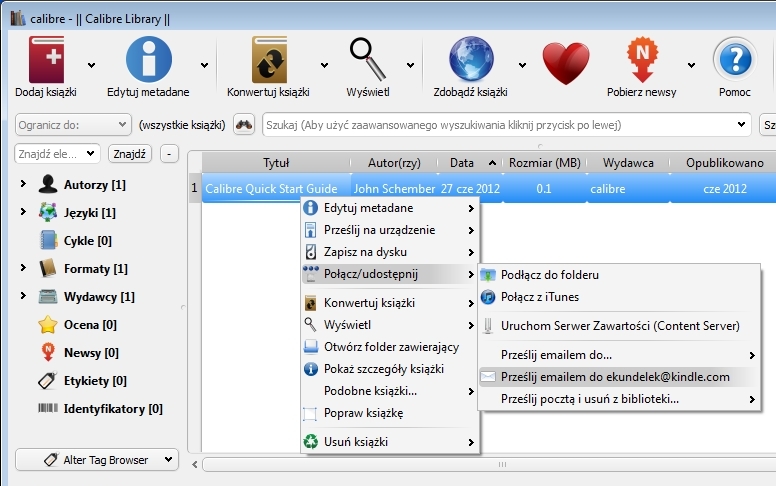 calibre - || Calibre Library ||
Dodaj książki Edytuj metadane Konwertuj książki Wyświetl Zdobądź książki Pobierz newsy Pomoc
Ogranicz do: (wszystkie książki) Szukaj (Aby użyć zaawansowanego wyszukiwania kliknij przycisk po lewej) Sz
Znajdź ele... Znajdź -
Tytuł Autor(rzy) Data Rozmiar (MB) Wydawca Opublikowano
1 Calibre Quick Start Guide John Schember 27 cze 2012 0.1 calibre cze 2012
Autorzy [1]
Języki [1]
Cykle [0]
Formaty [1]
Wydawcy [1]
Ocena [0]
Newsy [0]
Etykiety [0]
Identyfikatory [0]
Alter Tag Browser
Edytuj metadane
Prześlij na urządzenie
Zapisz na dysku
Połącz/udostępnij
Konwertuj książki
Wyświetl
Otwórz folder zawierający
Pokaż szczegóły książki
Podobne książki...
Popraw książkę
Usuń książki
Podłącz do folderu
Połącz z iTunes
Uruchom Serwer Zawartości (Content Server)
Prześlij emailem do...
Prześlij emailem do ekundelek@kindle.com
Prześlij pocztą i usuń z biblioteki...